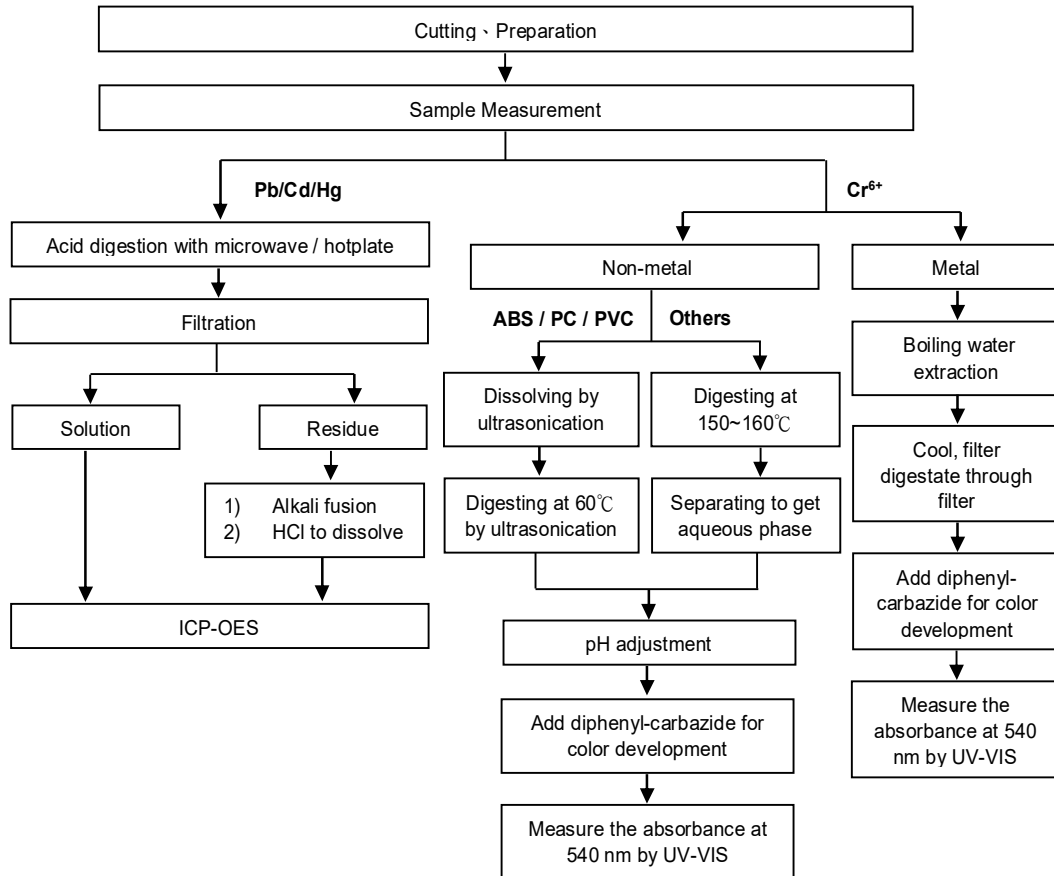 Cutting、Preparation
Sample Measurement
Pb/Cd/Hg
Cr⁶⁺
Acid digestion with microwave / hotplate
Non-metal
Metal
Filtration
ABS / PC / PVC
Others
Boiling water
extraction
Solution
Residue
Dissolving by
ultrasonication
Digesting at
150~160℃
Cool, filter
digestate through
filter
1) Alkali fusion
2) HCl to dissolve
Digesting at 60℃
by ultrasonication
Separating to get
aqueous phase
Add diphenyl-
carbazide for color
development
ICP-OES
pH adjustment
Measure the
absorbance at 540
nm by UV-VIS
Add diphenyl-carbazide for
color development
Measure the absorbance at
540 nm by UV-VIS